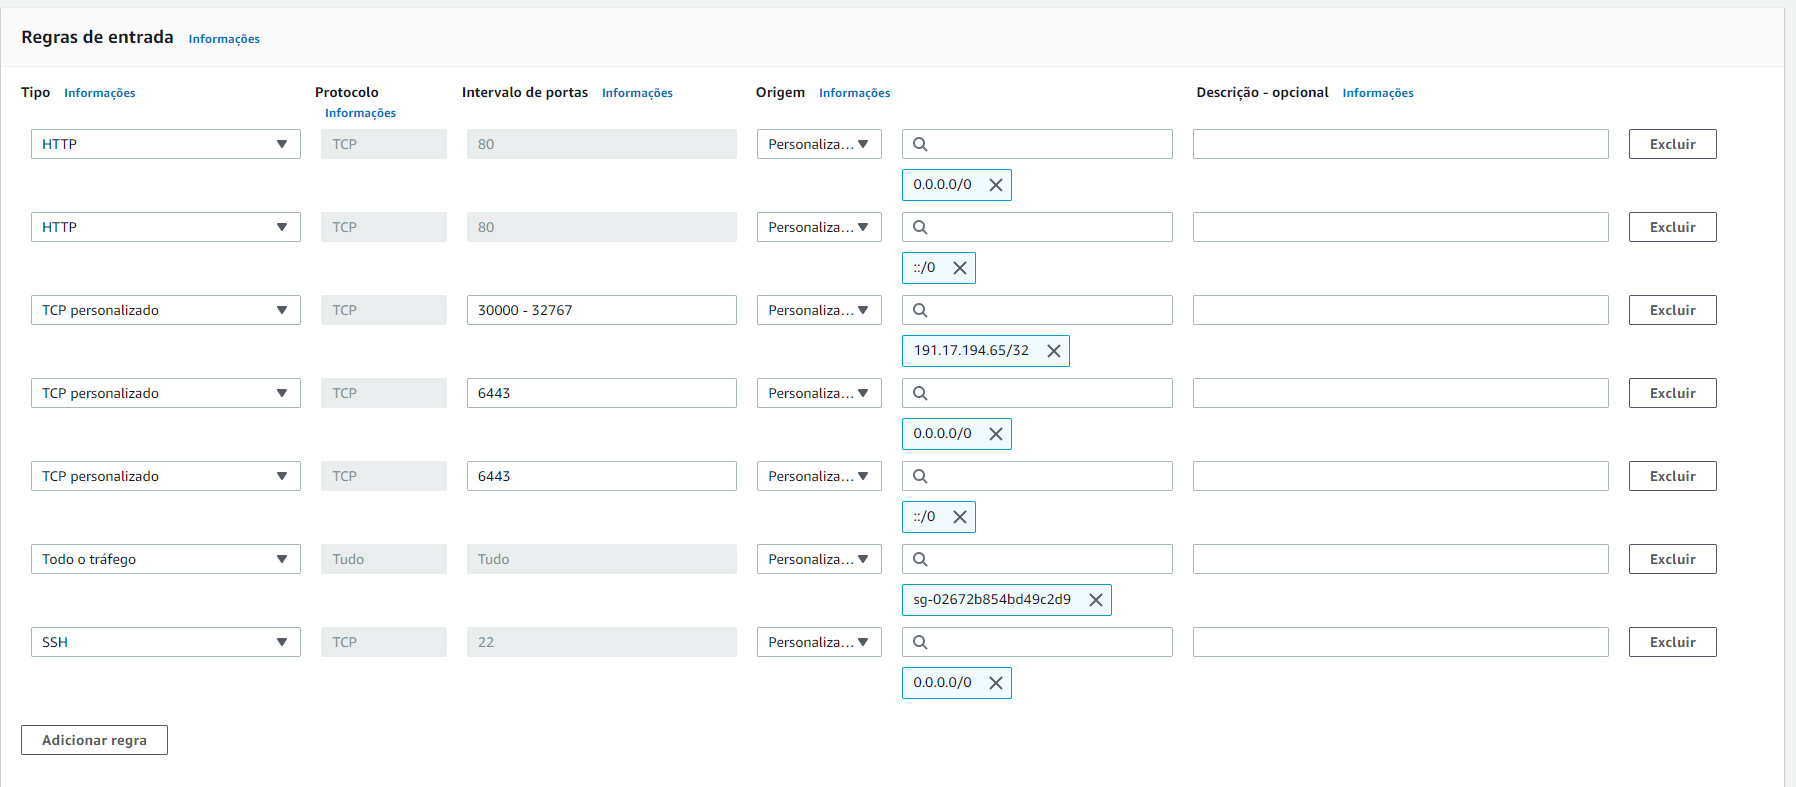 Regras de entrada Informações
Tipo Informações Protocolo Informações Intervalo de portas Informações Origem Informações Descrição - opcional Informações
HTTP TCP 80 Personaliza... Excluir
0.0.0.0/0
HTTP TCP 80 Personaliza... Excluir
::/0
TCP personalizado TCP 30000 - 32767 Personaliza... Excluir
191.17.194.65/32
TCP personalizado TCP 6443 Personaliza... Excluir
0.0.0.0/0
TCP personalizado TCP 6443 Personaliza... Excluir
::/0
Todo o tráfego Tudo Tudo Personaliza... Excluir
sg-02672b854bd49c2d9
SSH TCP 22 Personaliza... Excluir
0.0.0.0/0
Adicionar regra